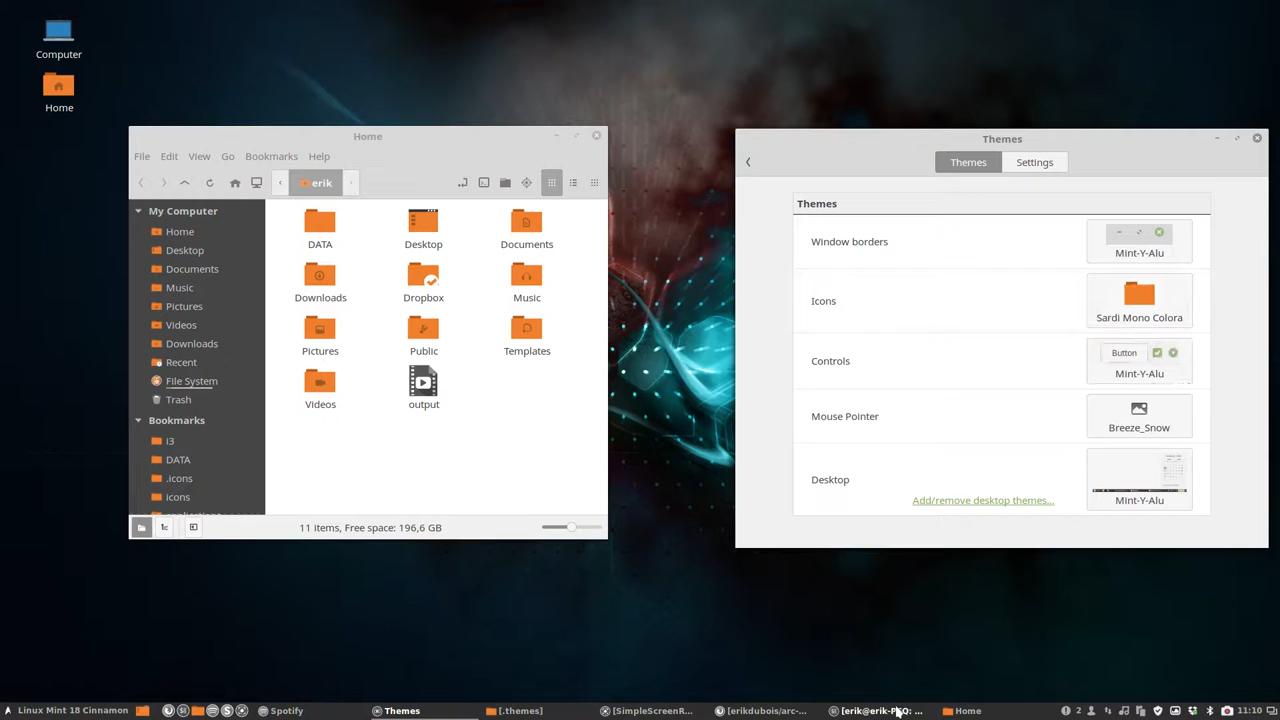 Computer
Home
Home
File Edit View Go Bookmarks Help
erik
My Computer
Home
Desktop
Documents
Music
Pictures
Videos
Downloads
Recent
File System
Trash
Bookmarks
i3
DATA
.icons
icons
DATA
Desktop
Documents
Downloads
Dropbox
Music
Pictures
Public
Templates
Videos
output
11 items, Free space: 196,6 GB
Themes
Themes Settings
Themes
Window borders
Mint-Y-Alu
Icons
Sardi Mono Colora
Controls
Button
Mint-Y-Alu
Mouse Pointer
Breeze_Snow
Desktop
Add/remove desktop themes...
Mint-Y-Alu
Linux Mint 18 Cinnamon Spotify Themes [.themes] [SimpleScreenR... [erikdubois/arc-... Home 2 11:10